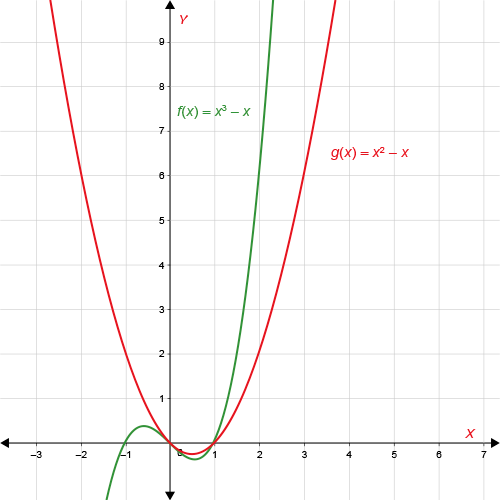 Y
9
8
f(x) = x³ – x
7
g(x) = x² – x
6
5
4
3
2
1
X
–3 –2 –1 0 1 2 3 4 5 6 7